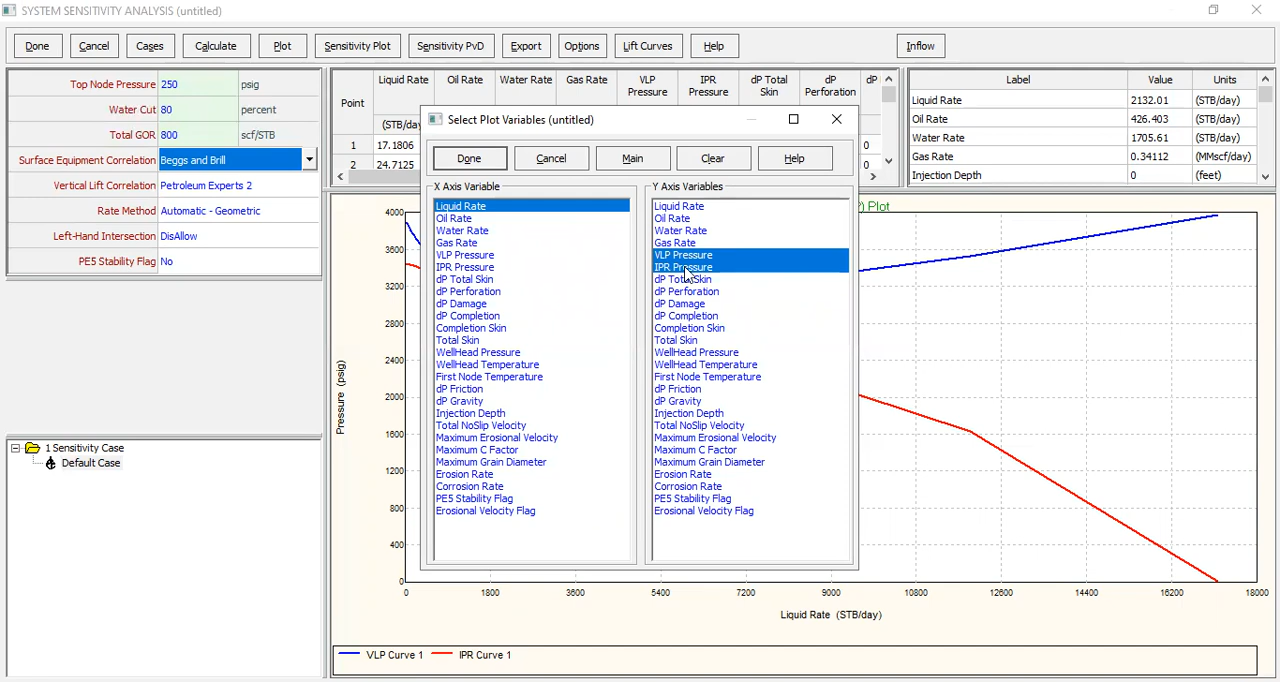 SYSTEM SENSITIVITY ANALYSIS (untitled)
Done Cancel Cases Calculate Plot Sensitivity Plot Sensitivity PvD Export Options Lift Curves Help Inflow
Top Node Pressure 250 psig
Water Cut 80 percent
Total GOR 800 scf/STB
Surface Equipment Correlation Beggs and Brill
Vertical Lift Correlation Petroleum Experts 2
Rate Method Automatic - Geometric
Left-Hand Intersection DisAllow
PE5 Stability Flag No
1 Sensitivity Case
Default Case
Point Liquid Rate Oil Rate Water Rate Gas Rate VLP Pressure IPR Pressure dP Total Skin dP Perforation dP
(STB/day
1 17.1806 0
2 24.7125 0
Label Value Units
Liquid Rate 2132.01 (STB/day)
Oil Rate 426.403 (STB/day)
Water Rate 1705.61 (STB/day)
Gas Rate 0.34112 (MMscf/day)
Injection Depth 0 (feet)
Select Plot Variables (untitled)
Done Cancel Main Clear Help
X Axis Variable
Liquid Rate
Oil Rate
Water Rate
Gas Rate
VLP Pressure
IPR Pressure
dP Total Skin
dP Perforation
dP Damage
dP Completion
Completion Skin
Total Skin
WellHead Pressure
WellHead Temperature
First Node Temperature
dP Friction
dP Gravity
Injection Depth
Total NoSlip Velocity
Maximum Erosional Velocity
Maximum C Factor
Maximum Grain Diameter
Erosion Rate
Corrosion Rate
PE5 Stability Flag
Erosional Velocity Flag
Y Axis Variables
Liquid Rate
Oil Rate
Water Rate
Gas Rate
VLP Pressure
IPR Pressure
dP Total Skin
dP Perforation
dP Damage
dP Completion
Completion Skin
Total Skin
WellHead Pressure
WellHead Temperature
First Node Temperature
dP Friction
dP Gravity
Injection Depth
Total NoSlip Velocity
Maximum Erosional Velocity
Maximum C Factor
Maximum Grain Diameter
Erosion Rate
Corrosion Rate
PE5 Stability Flag
Erosional Velocity Flag
) Plot
Pressure (psig)
4000
3600
3200
2800
2400
2000
1600
1200
800
400
0
0 1800 3600 5400 7200 9000 10800 12600 14400 16200 18000
Liquid Rate (STB/day)
VLP Curve 1 IPR Curve 1